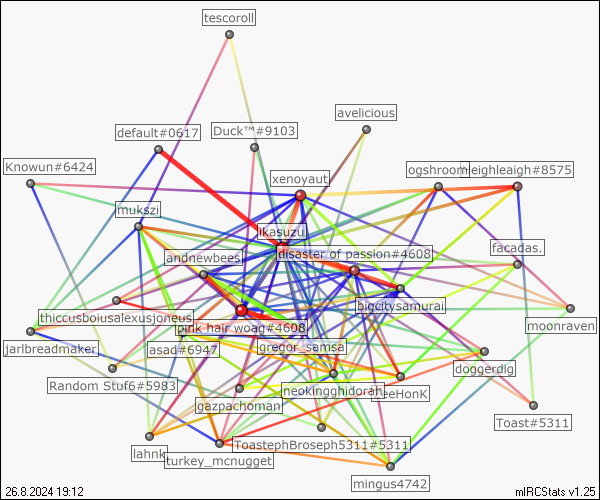 tescoroll
avelicious
default#0617
Duck™#9103
Knowun#6424
xenoyaut
ogshroom
leighleaigh#8575
mukszi
ikasuzu
disaster of passion#4608
facadas.
andnewbees
bigcitysamurai
thiccusboiusalexusjoneus
pink hair woag#4608
moonraven
jarlbreadmaker
asad#6947
gregor_samsa
doggerdig
Random Stuf6#5983
neokingghidorah
gazpachoman
Toast#5311
lahnk
ToastephBroseph5311#5311
turkey_mcnugget
mingus4742
26.8.2024 19:12
mIRCStats v1.25